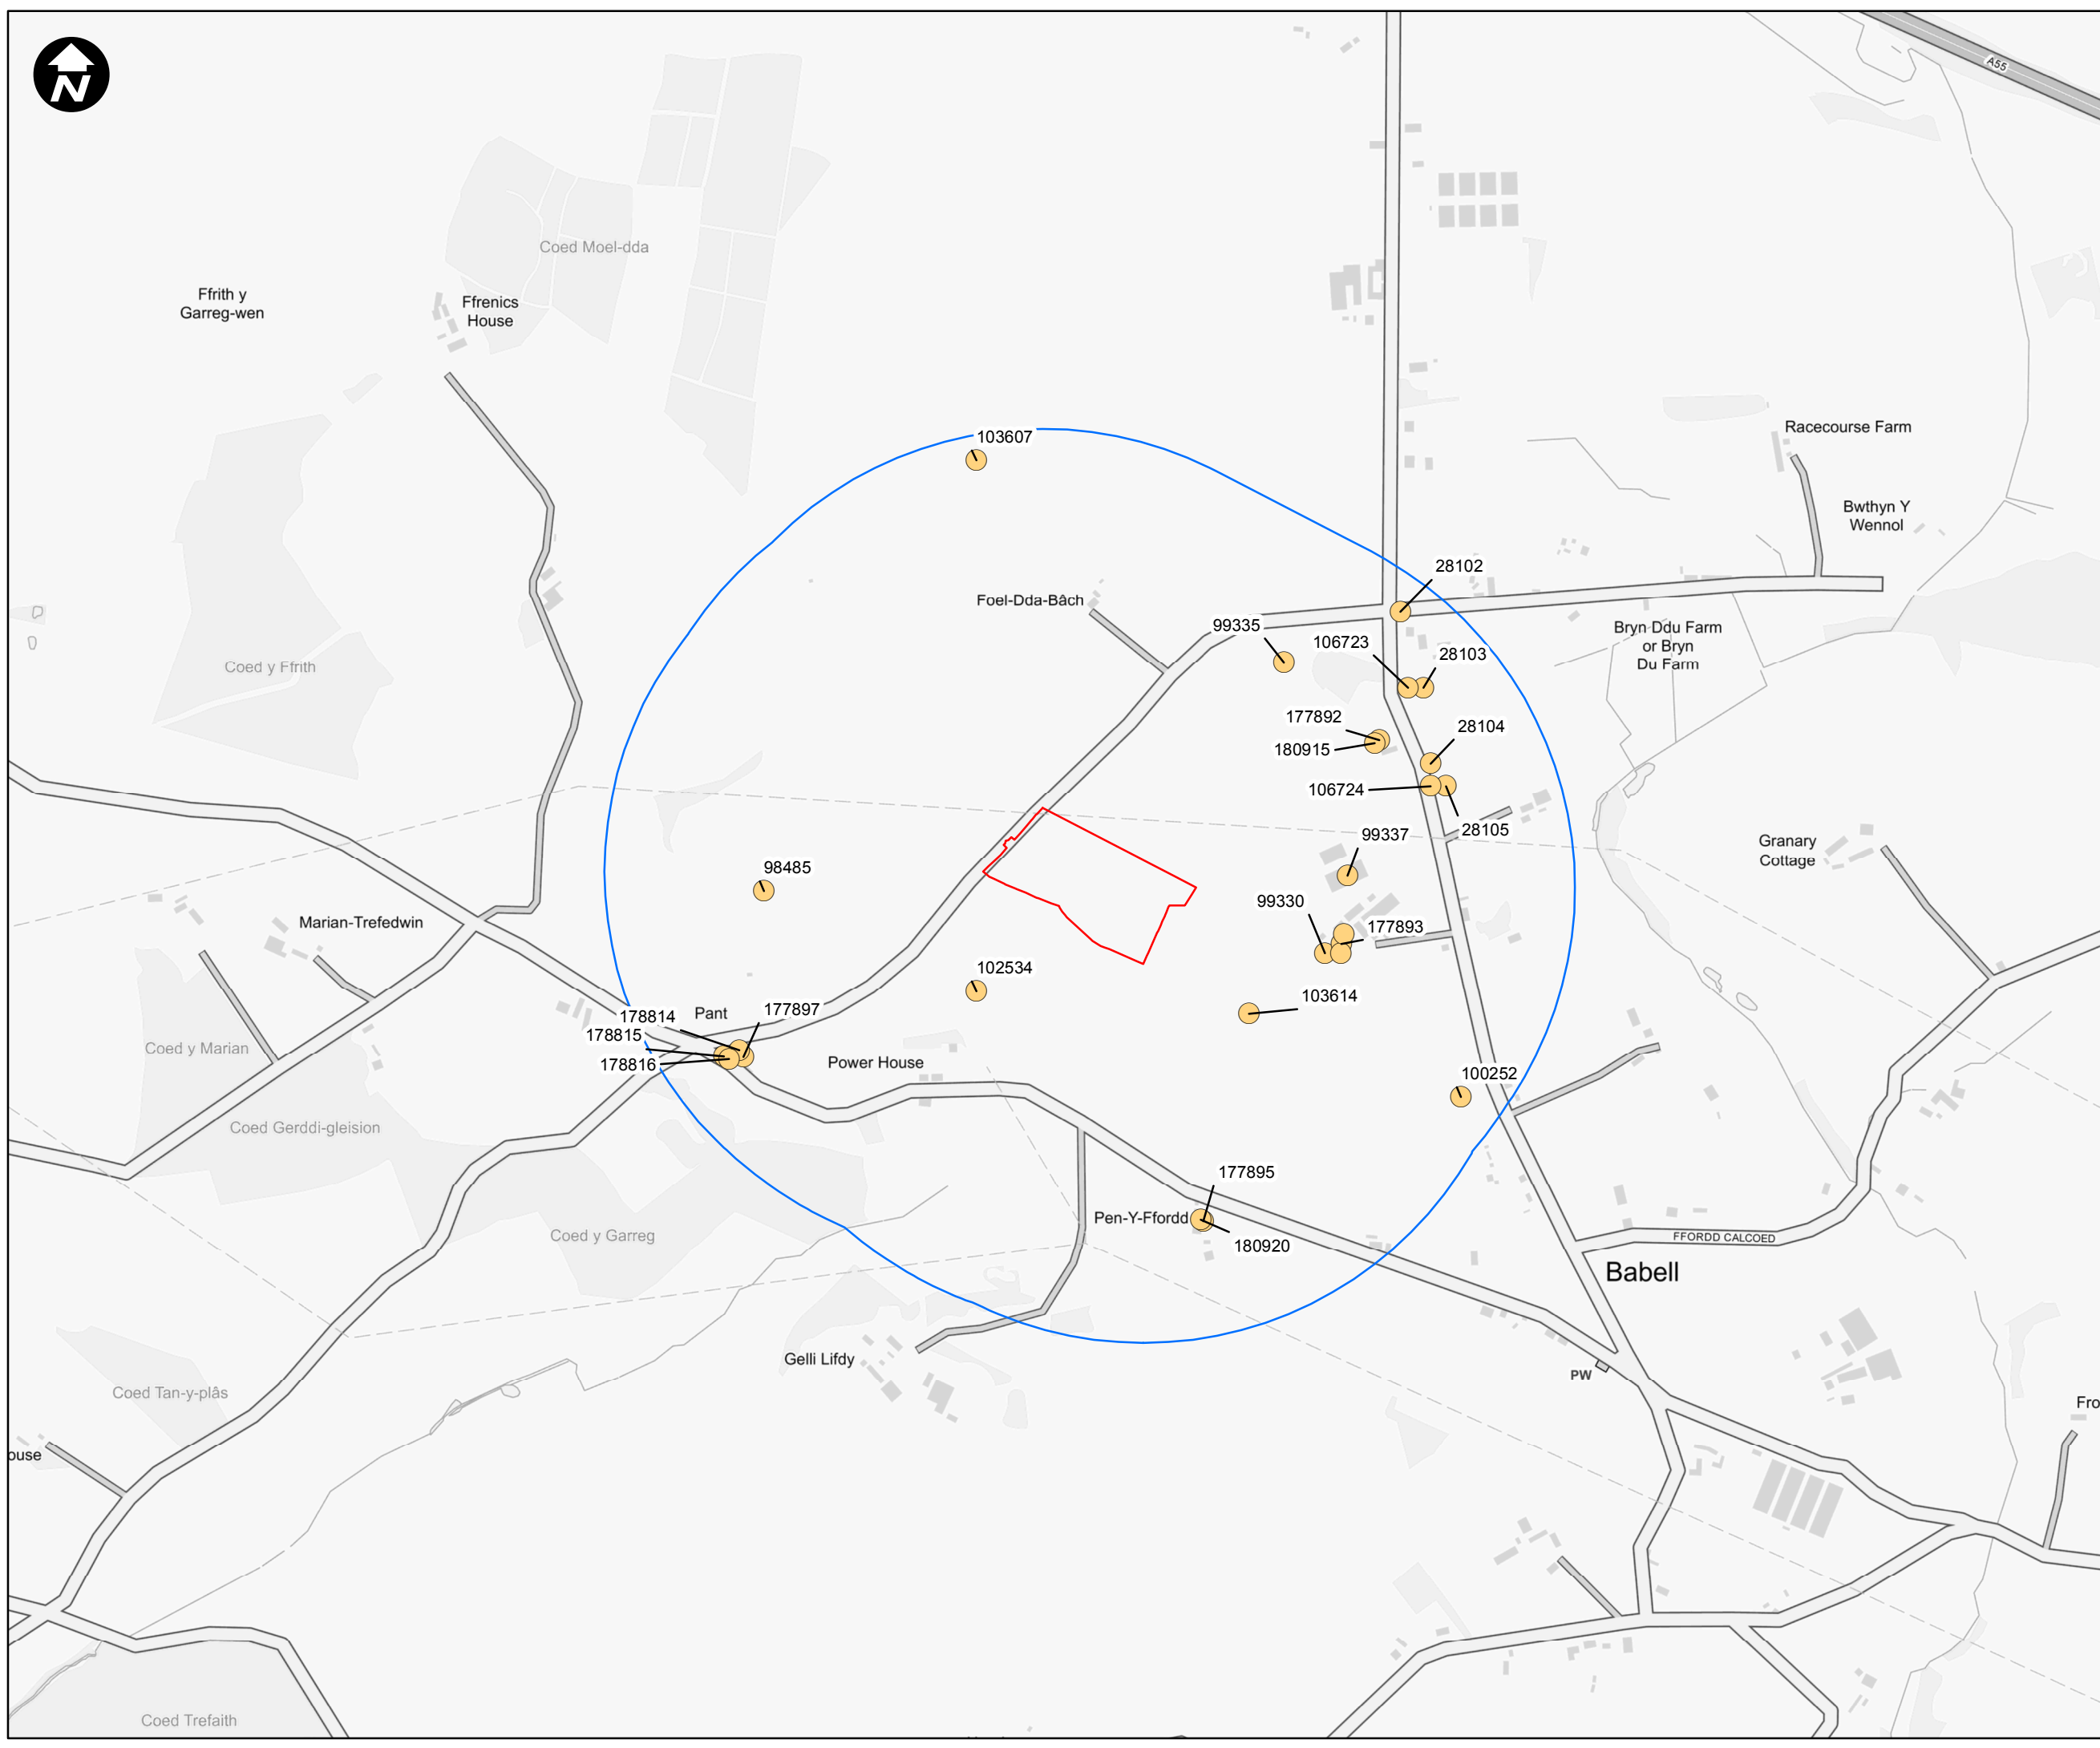 N
A55
Coed Moel-dda
Ffrith y
Garreg-wen
Ffrenics
House
Racecourse Farm
103607
Bwthyn Y
Wennol
28102
Foel-Dda-Bâch
99335
106723
28103
Bryn Ddu Farm
or Bryn
Du Farm
Coed y Ffrith
177892
28104
180915
106724
28105
99337
Granary
Cottage
98485
99330
Marian-Trefedwin
177893
102534
103614
178814
Pant
177897
178815
Coed y Marian
178816
Power House
100252
Coed Gerddi-gleision
177895
Pen-Y-Ffordd
Coed y Garreg
180920
FFORDD CALCOED
Babell
Gelli Lifdy
PW
Coed Tan-y-plâs
Fro
ouse
Coed Trefaith